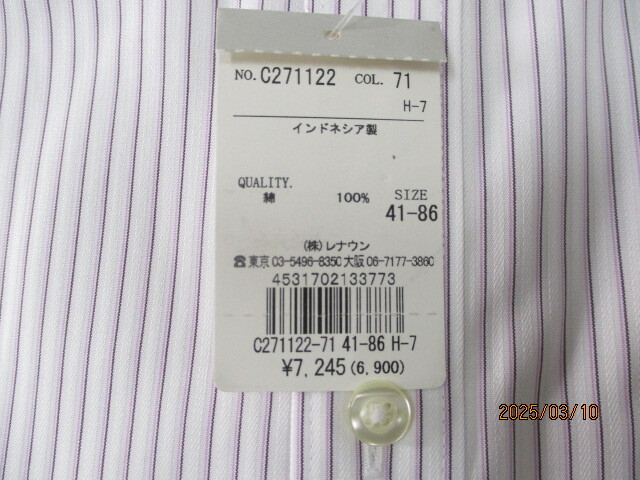 NO. C271122 COL. 71
H-7
インドネシア製
QUALITY.
綿 100% SIZE
41-86
(株)レナウン
☎東京 03-5496-8350 大阪 06-7177-3860
4531702133773
C271122-71 41-86 H-7
¥7,245(6,900)
2025/03/10